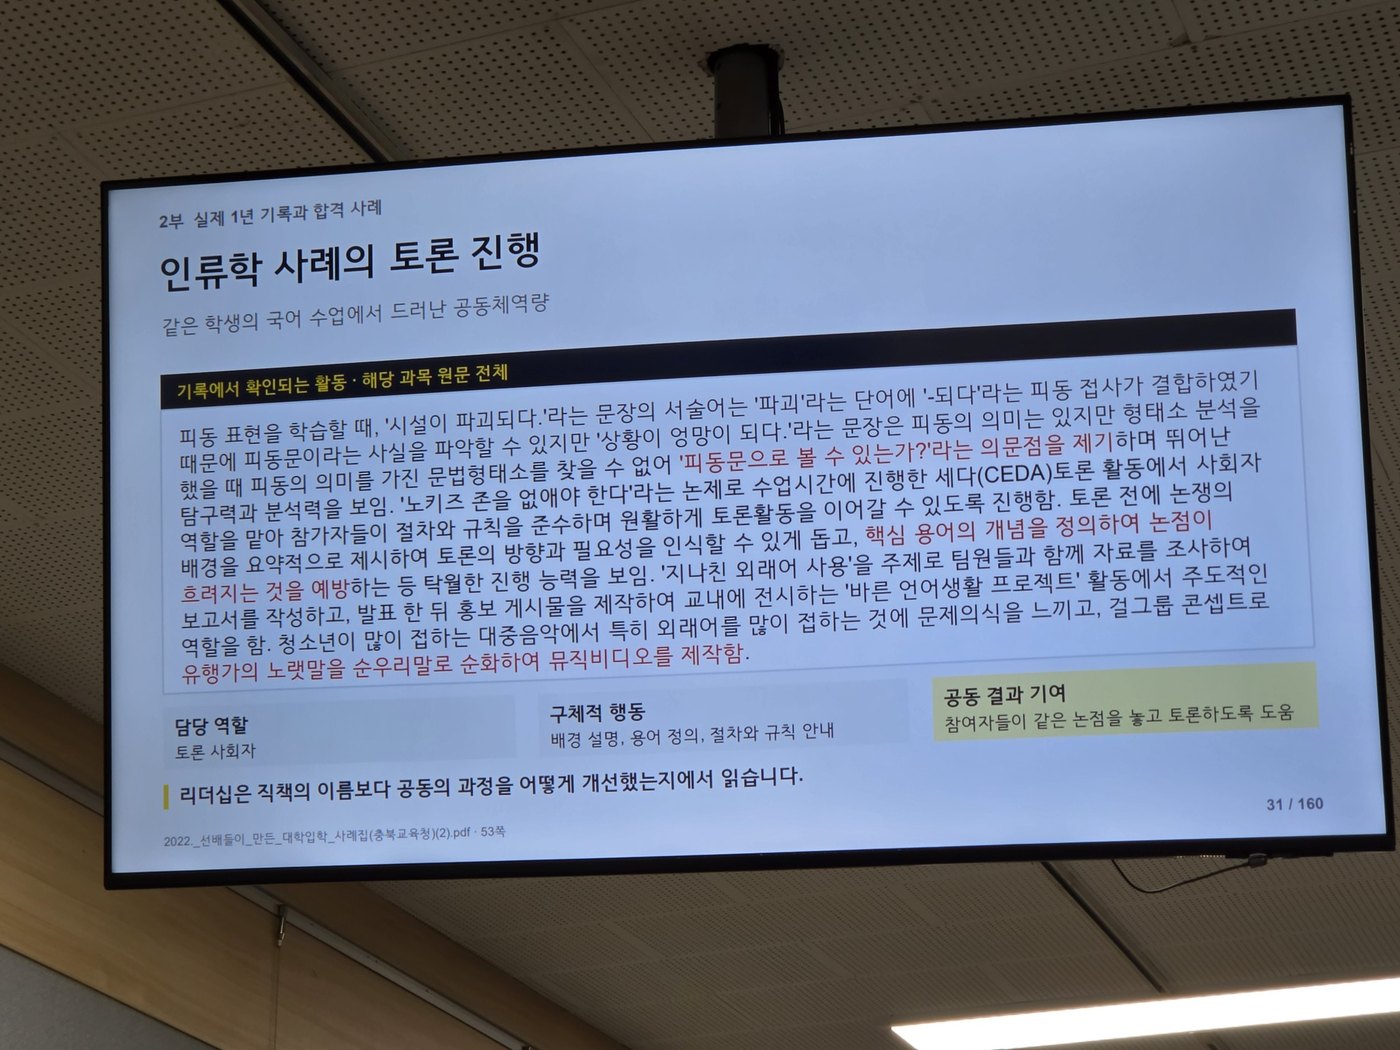 2부 실제 1년 기록과 합격 사례
인류학 사례의 토론 진행
같은 학생의 국어 수업에서 드러난 공동체역량
기록에서 확인되는 활동 · 해당 과목 원문 전체
피동 표현을 학습할 때, '시설이 파괴되다.'라는 문장의 서술어는 '파괴'라는 단어에 '-되다'라는 피동 접사가 결합하였기
때문에 피동문이라는 사실을 파악할 수 있지만 '상황이 엉망이 되다.'라는 문장은 피동의 의미는 있지만 형태소 분석을
했을 때 피동의 의미를 가진 문법형태소를 찾을 수 없어 '피동문으로 볼 수 있는가?'라는 의문점을 제기하며 뛰어난
탐구력과 분석력을 보임. '노키즈 존을 없애야 한다'라는 논제로 수업시간에 진행한 세다(CEDA)토론 활동에서 사회자
역할을 맡아 참가자들이 절차와 규칙을 준수하며 원활하게 토론활동을 이어갈 수 있도록 진행함. 토론 전에 논쟁의
배경을 요약적으로 제시하여 토론의 방향과 필요성을 인식할 수 있게 돕고, 핵심 용어의 개념을 정의하여 논점이
흐려지는 것을 예방하는 등 탁월한 진행 능력을 보임. '지나친 외래어 사용'을 주제로 팀원들과 함께 자료를 조사하여
보고서를 작성하고, 발표 한 뒤 홍보 게시물을 제작하여 교내에 전시하는 '바른 언어생활 프로젝트' 활동에서 주도적인
역할을 함. 청소년이 많이 접하는 대중음악에서 특히 외래어를 많이 접하는 것에 문제의식을 느끼고, 걸그룹 콘셉트로
유행가의 노랫말을 순우리말로 순화하여 뮤직비디오를 제작함.
담당 역할
토론 사회자
구체적 행동
배경 설명, 용어 정의, 절차와 규칙 안내
공동 결과 기여
참여자들이 같은 논점을 놓고 토론하도록 도움
리더십은 직책의 이름보다 공동의 과정을 어떻게 개선했는지에서 읽습니다.
2022._선배들이_만든_대학입학_사례집(충북교육청)(2).pdf · 53쪽
31 / 160